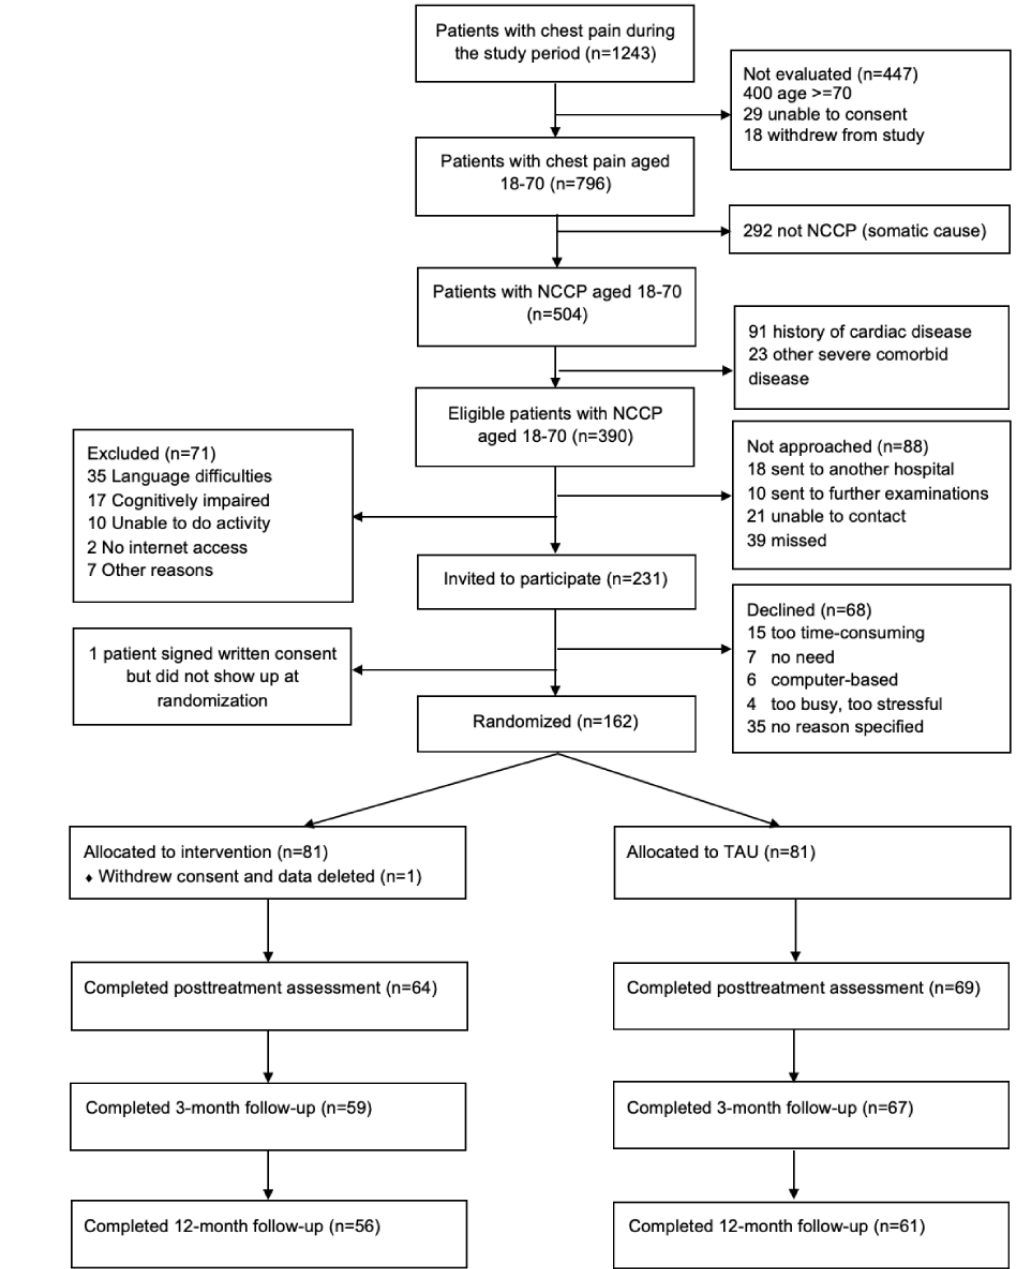 Patients with chest pain during
the study period (n=1243)
Not evaluated (n=447)
400 age >=70
29 unable to consent
18 withdrew from study
Patients with chest pain aged
18-70 (n=796)
292 not NCCP (somatic cause)
Patients with NCCP aged 18-70
(n=504)
91 history of cardiac disease
23 other severe comorbid
disease
Eligible patients with NCCP
aged 18-70 (n=390)
Excluded (n=71)
35 Language difficulties
17 Cognitively impaired
10 Unable to do activity
2 No internet access
7 Other reasons
Not approached (n=88)
18 sent to another hospital
10 sent to further examinations
21 unable to contact
39 missed
Invited to participate (n=231)
Declined (n=68)
15 too time-consuming
7 no need
6 computer-based
4 too busy, too stressful
35 no reason specified
1 patient signed written consent
but did not show up at
randomization
Randomized (n=162)
Allocated to intervention (n=81)
♦ Withdrew consent and data deleted (n=1)
Allocated to TAU (n=81)
Completed posttreatment assessment (n=64)
Completed posttreatment assessment (n=69)
Completed 3-month follow-up (n=59)
Completed 3-month follow-up (n=67)
Completed 12-month follow-up (n=56)
Completed 12-month follow-up (n=61)